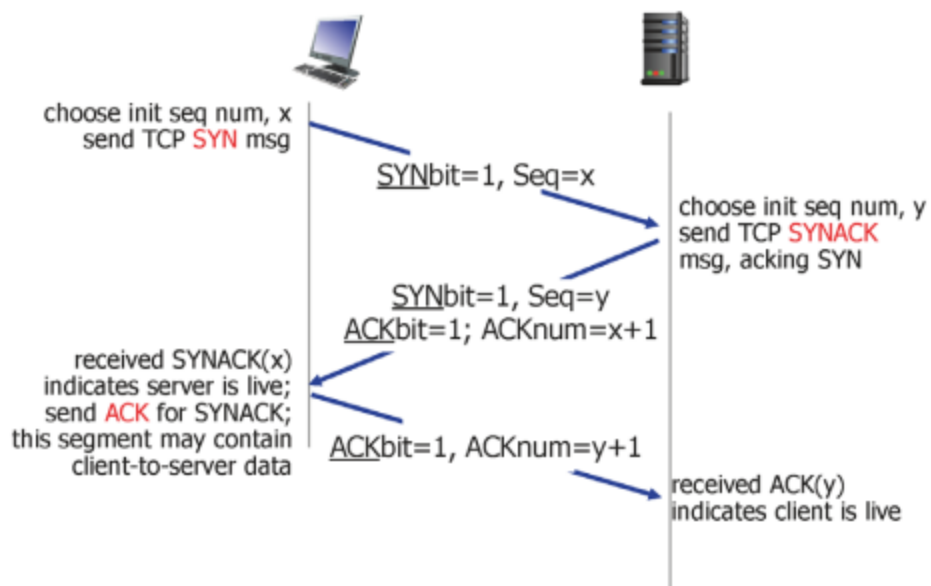 choose init seq num, x
send TCP SYN msg
SYNbit=1, Seq=x
choose init seq num, y
send TCP SYNACK
msg, acking SYN
SYNbit=1, Seq=y
ACKbit=1; ACKnum=x+1
received SYNACK(x)
indicates server is live;
send ACK for SYNACK;
this segment may contain
client-to-server data
ACKbit=1, ACKnum=y+1
received ACK(y)
indicates client is live